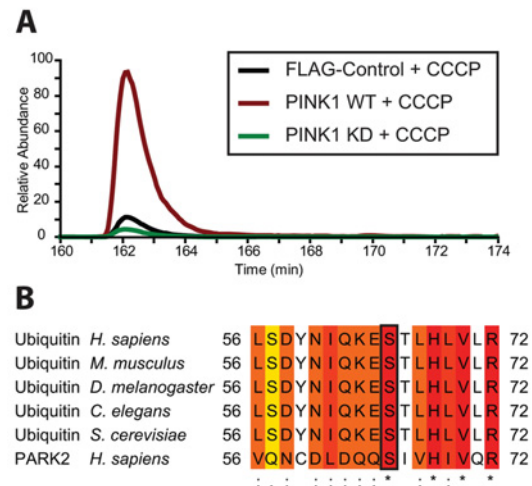 A
Relative Abundance
100
80
60
40
20
0
160 162 164 166 168 170 172 174
Time (min)
FLAG-Control + CCCP
PINK1 WT + CCCP
PINK1 KD + CCCP
B
Ubiquitin H. sapiens 56 LSDYNIQKESTLHLVLR 72
Ubiquitin M. musculus 56 LSDYNIQKESTLHLVLR 72
Ubiquitin D. melanogaster 56 LSDYNIQKESTLHLVLR 72
Ubiquitin C. elegans 56 LSDYNIQKESTLHLVLR 72
Ubiquitin S. cerevisiae 56 LSDYNIQKESTLHLVLR 72
PARK2 H. sapiens 56 VQNCDLDQQSIVHIVQR 72
: : : : : : : * : * : * *